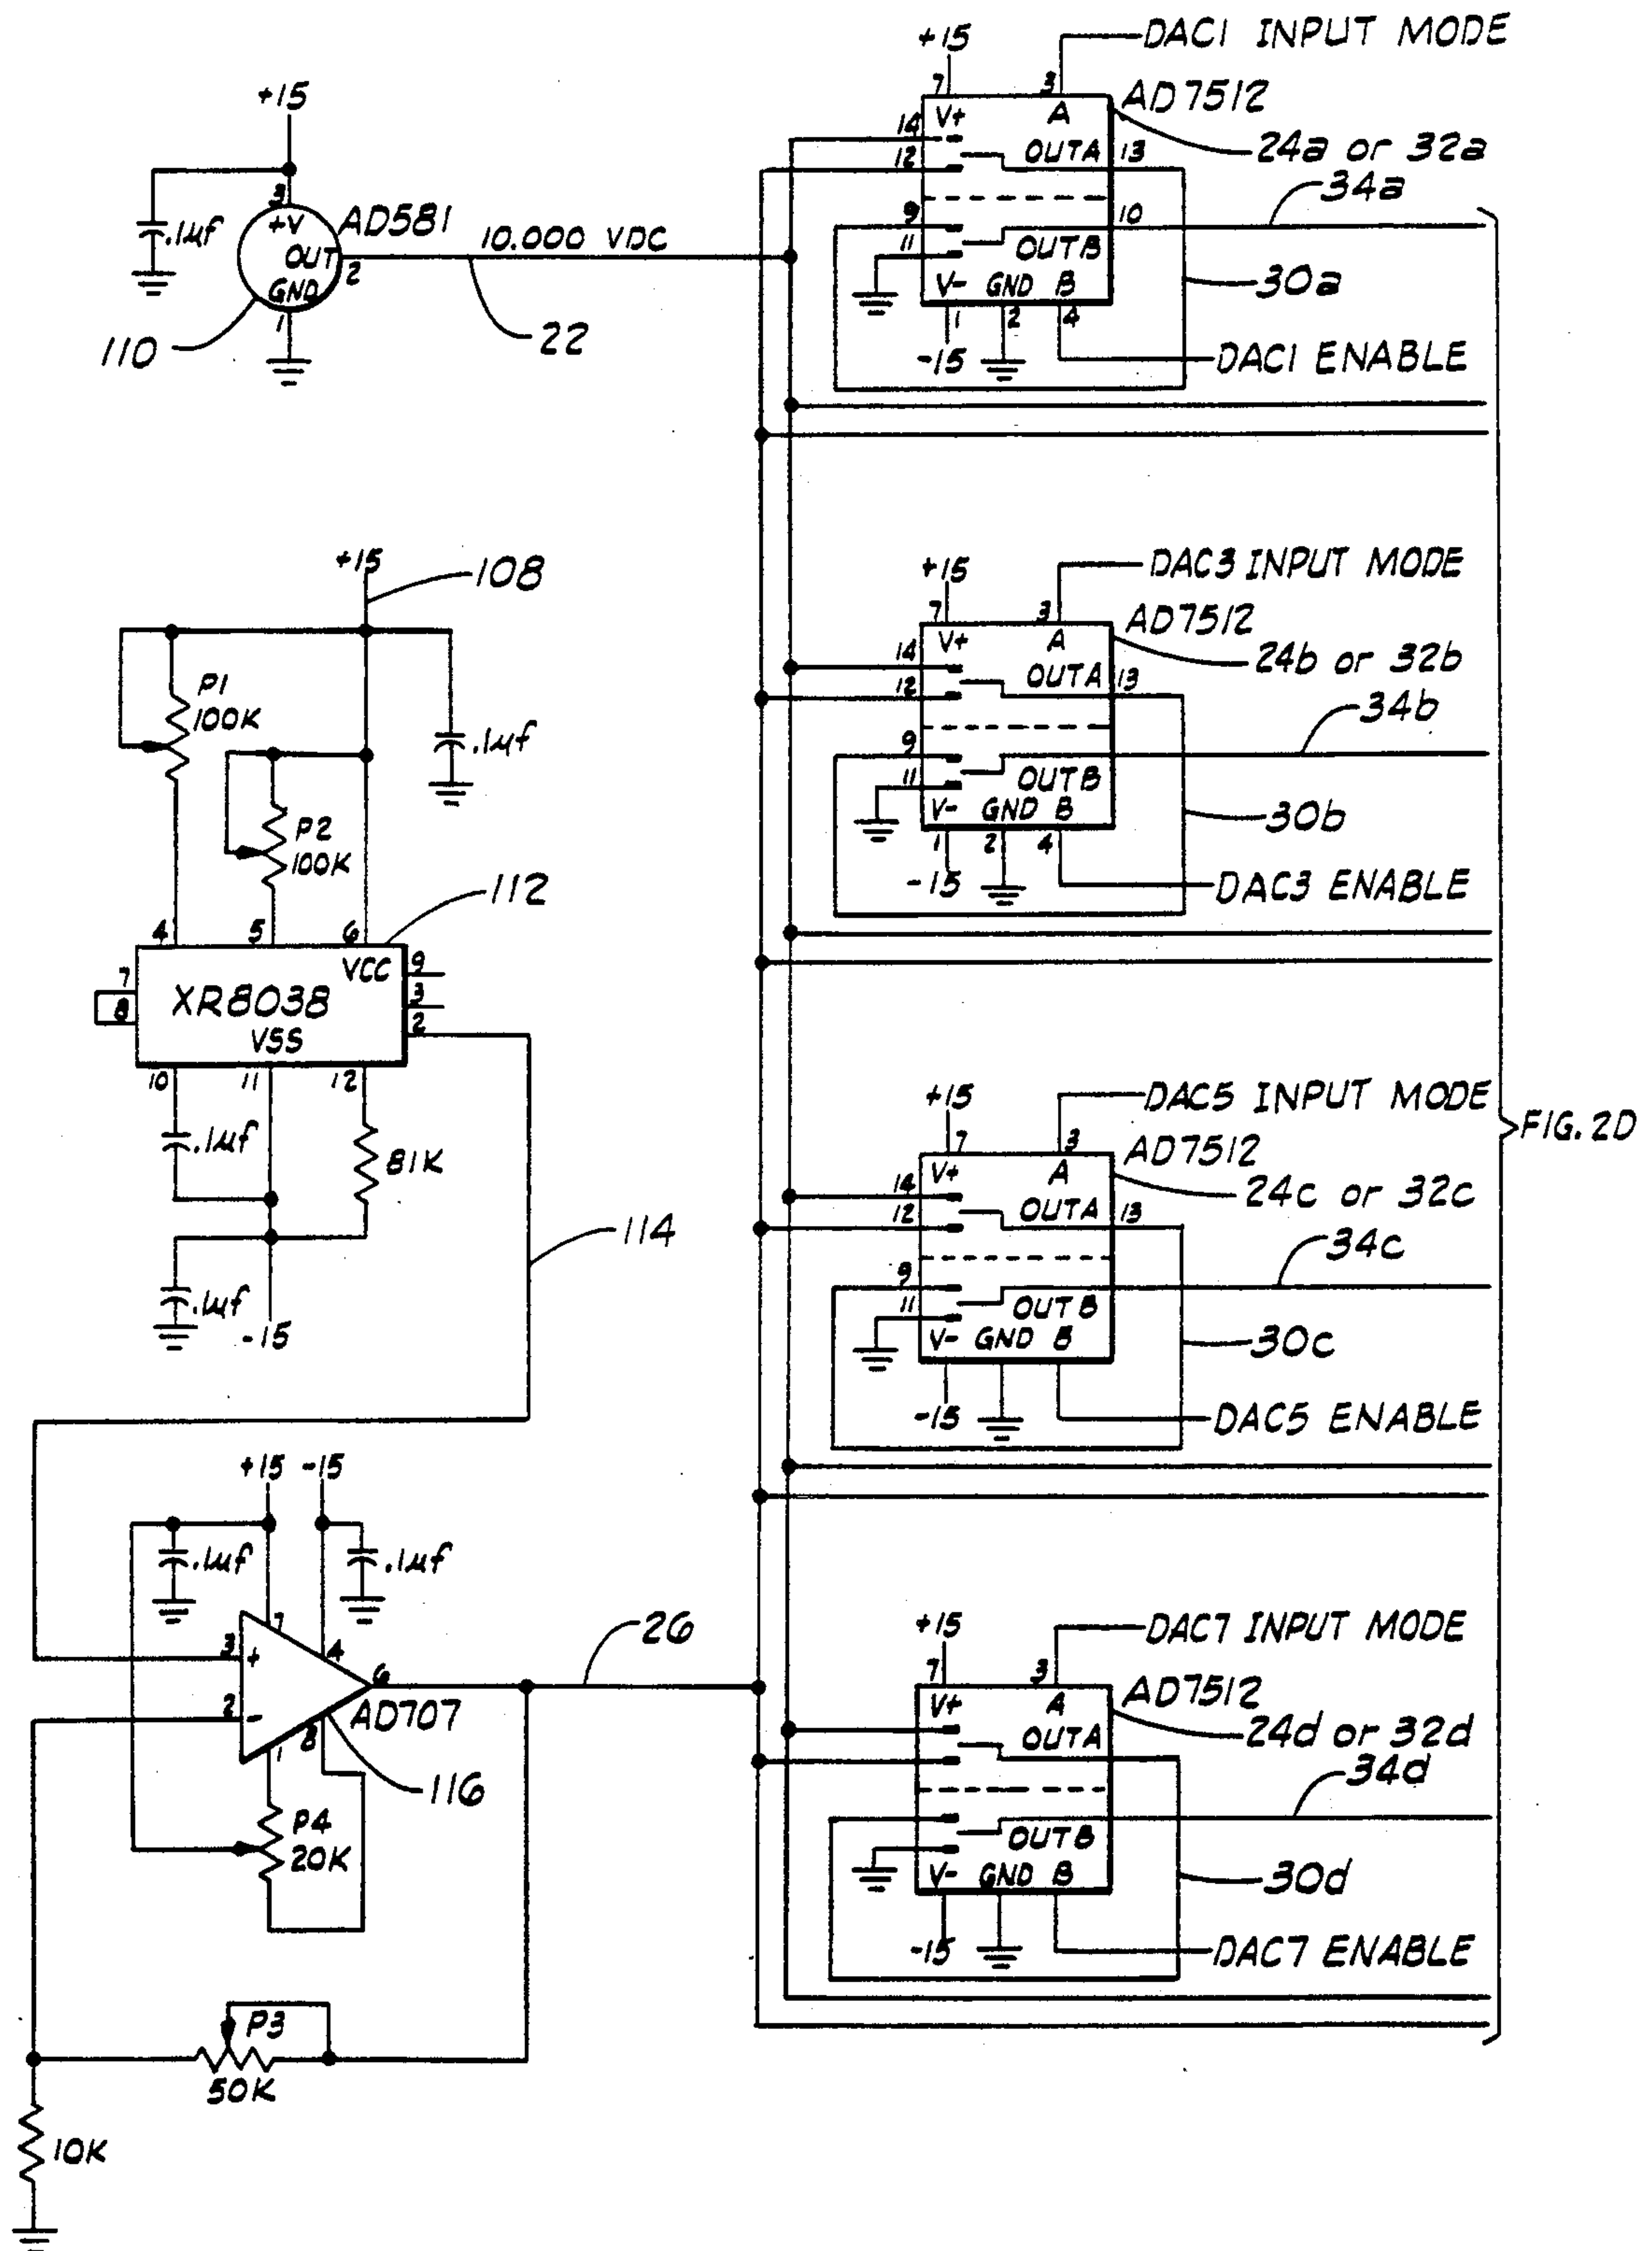 +15
3
+V
AD581
OUT
2
GND
1
.1µf
110
10.000 VDC
22
+15
108
P1
100K
P2
100K
.1µf
112
4
5
6
VCC
9
3
2
7
8
XR8038
VSS
10
11
12
.1µf
81K
.1µf
-15
114
+15 -15
.1µf
.1µf
7
4
3
+
2
-
6
AD707
1
8
116
26
P4
20K
P3
50K
10K
+15
DAC1 INPUT MODE
7
3
AD7512
V+
A
14
12
OUTA
13
24a or 32a
34a
9
11
OUTB
10
V-
GND
B
1
2
4
-15
30a
DAC1 ENABLE
+15
DAC3 INPUT MODE
7
3
AD7512
V+
A
14
12
OUTA
13
24b or 32b
34b
9
11
OUTB
V-
GND
B
1
2
4
-15
30b
DAC3 ENABLE
+15
DAC5 INPUT MODE
7
3
AD7512
V+
A
14
12
OUTA
13
24c or 32c
34c
9
11
OUTB
V-
GND
B
-15
30c
DAC5 ENABLE
+15
DAC7 INPUT MODE
7
3
AD7512
V+
A
OUTA
24d or 32d
34d
OUTB
V-
GND
B
-15
30d
DAC7 ENABLE
FIG. 2D